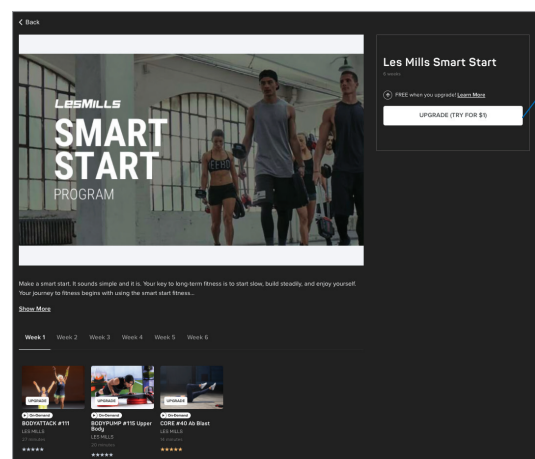 Back
LESMILLS
SMART
START
PROGRAM
Les Mills Smart Start
6 weeks
FREE when you upgrade! Learn More
UPGRADE (TRY FOR $1)
Make a smart start. It sounds simple and it is. Your key to long-term fitness is to start slow, build steadily, and enjoy yourself.
Your journey to fitness begins with using the smart start fitness...
Show More
Week 1 Week 2 Week 3 Week 4 Week 5 Week 6
UPGRADE UPGRADE UPGRADE
On-Demand On-Demand On-Demand
BODYATTACK #111 BODYPUMP #115 Upper Body CORE #40 Ab Blast
LES MILLS LES MILLS LES MILLS
27 minutes 20 minutes